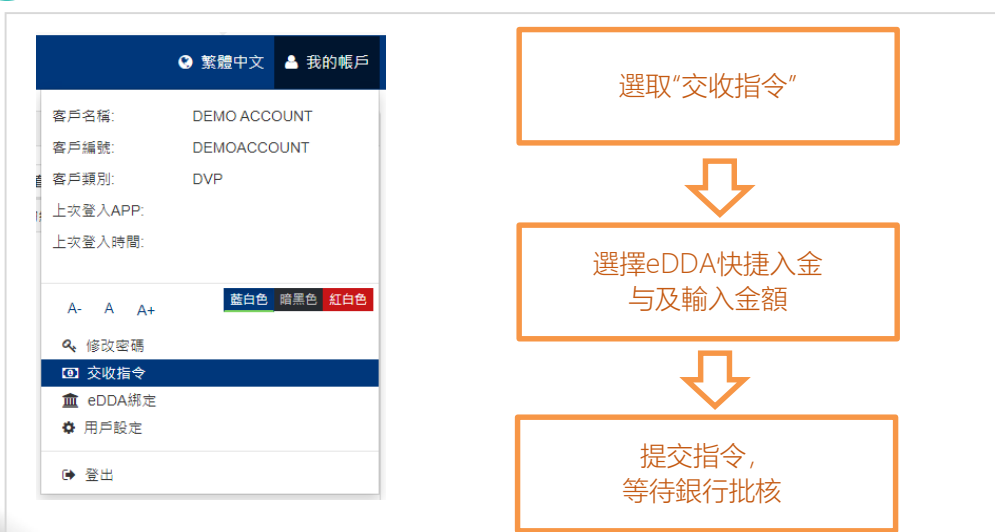 繁體中文 我的帳戶
客戶名稱: DEMO ACCOUNT
客戶編號: DEMOACCOUNT
客戶類別: DVP
上次登入APP:
上次登入時間:
A- A A+ 藍白色 暗黑色 紅白色
修改密碼
交收指令
eDDA綁定
用戶設定
登出
選取“交收指令”
選擇eDDA快捷入金
与及輸入金額
提交指令,
等待銀行批核